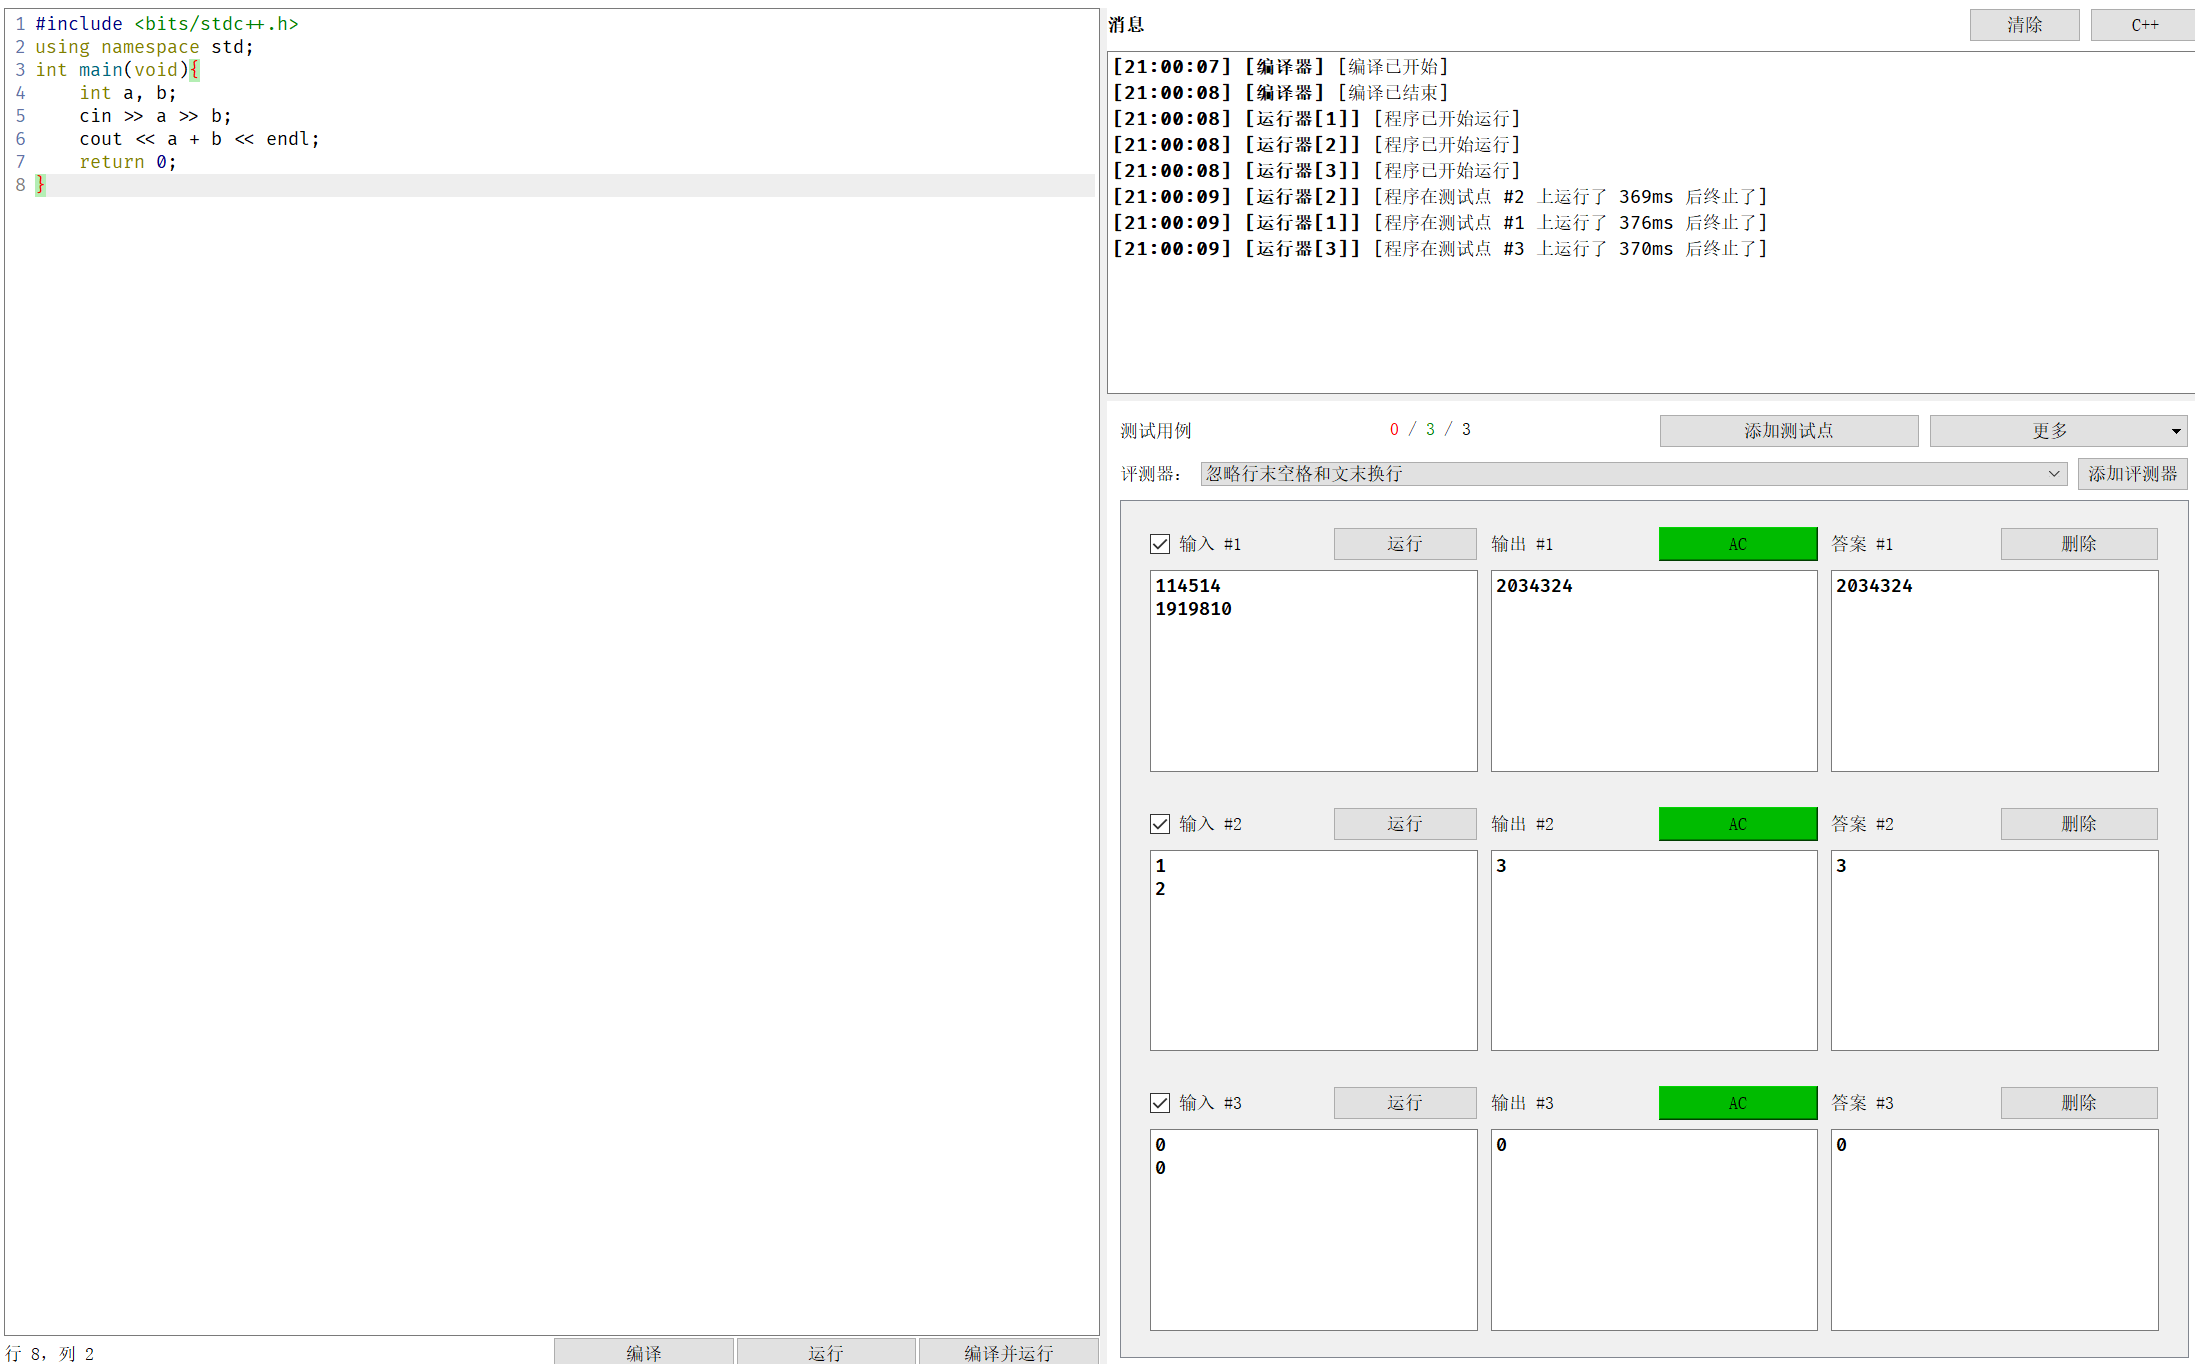 1 #include <bits/stdc++.h>
2 using namespace std;
3 int main(void){
4     int a, b;
5     cin >> a >> b;
6     cout << a + b << endl;
7     return 0;
8 }
行 8, 列 2
编译 运行 编译并运行
消息 清除 C++
[21:00:07] [编译器] [编译已开始]
[21:00:08] [编译器] [编译已结束]
[21:00:08] [运行器[1]] [程序已开始运行]
[21:00:08] [运行器[2]] [程序已开始运行]
[21:00:08] [运行器[3]] [程序已开始运行]
[21:00:09] [运行器[2]] [程序在测试点 #2 上运行了 369ms 后终止了]
[21:00:09] [运行器[1]] [程序在测试点 #1 上运行了 376ms 后终止了]
[21:00:09] [运行器[3]] [程序在测试点 #3 上运行了 370ms 后终止了]
测试用例 0 / 3 / 3 添加测试点 更多
评测器： 忽略行末空格和文末换行 添加评测器
输入 #1 运行 输出 #1 AC 答案 #1 删除
114514 2034324 2034324
1919810
输入 #2 运行 输出 #2 AC 答案 #2 删除
1 3 3
2
输入 #3 运行 输出 #3 AC 答案 #3 删除
0 0 0
0